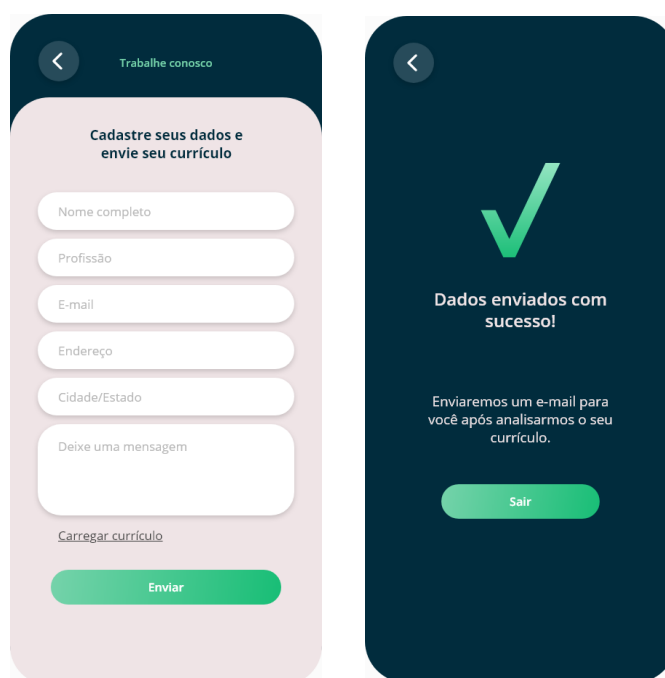 Trabalhe conosco
Cadastre seus dados e
envie seu currículo
Nome completo
Profissão
E-mail
Endereço
Cidade/Estado
Deixe uma mensagem
Carregar currículo
Enviar
Dados enviados com
sucesso!
Enviaremos um e-mail para
você após analisarmos o seu
currículo.
Sair